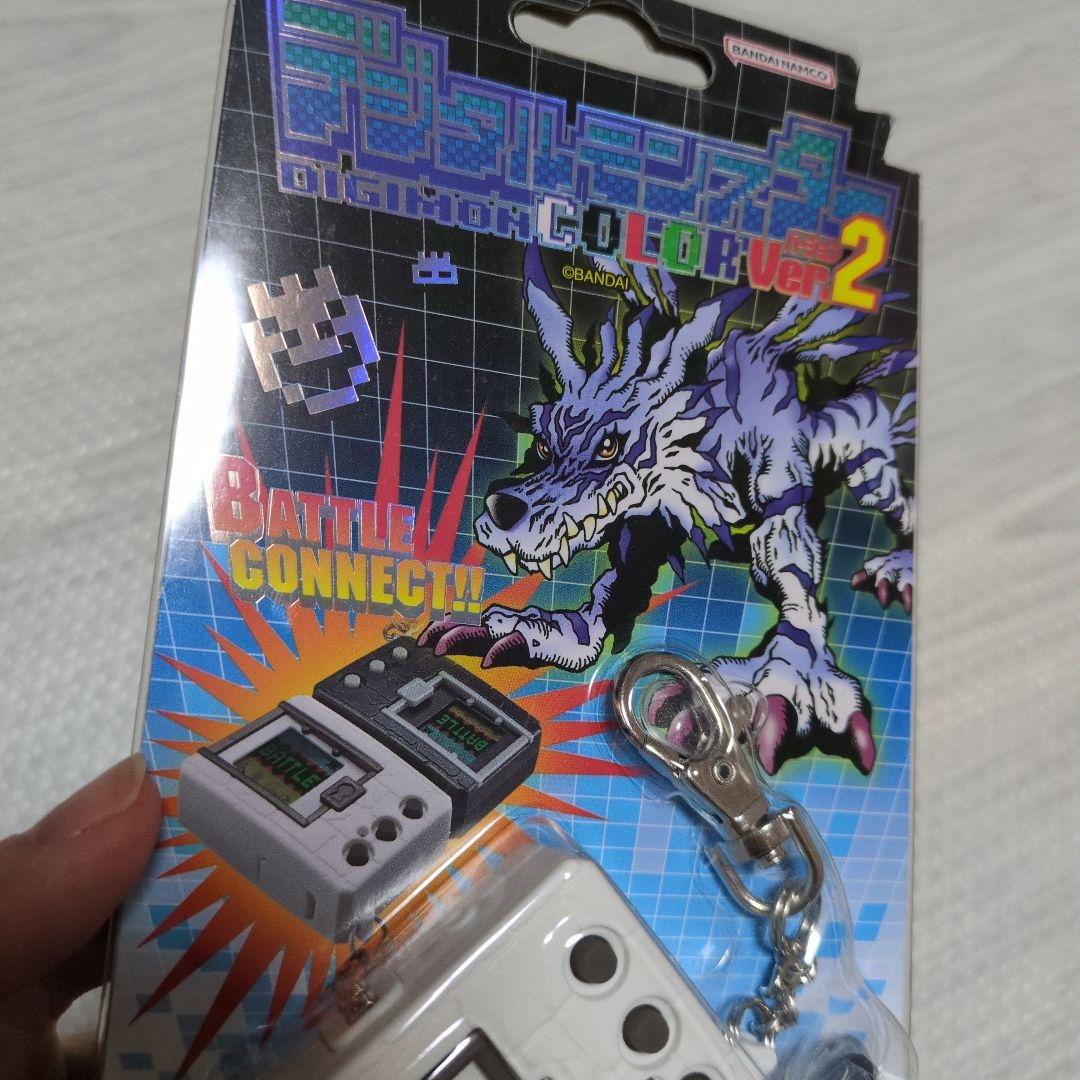 BANDAI NAMCO
デジタルモンスター
DIGIMON COLOR バージョン Ver.2
©BANDAI
BATTLE
CONNECT!!
BATTLE
BATTLE